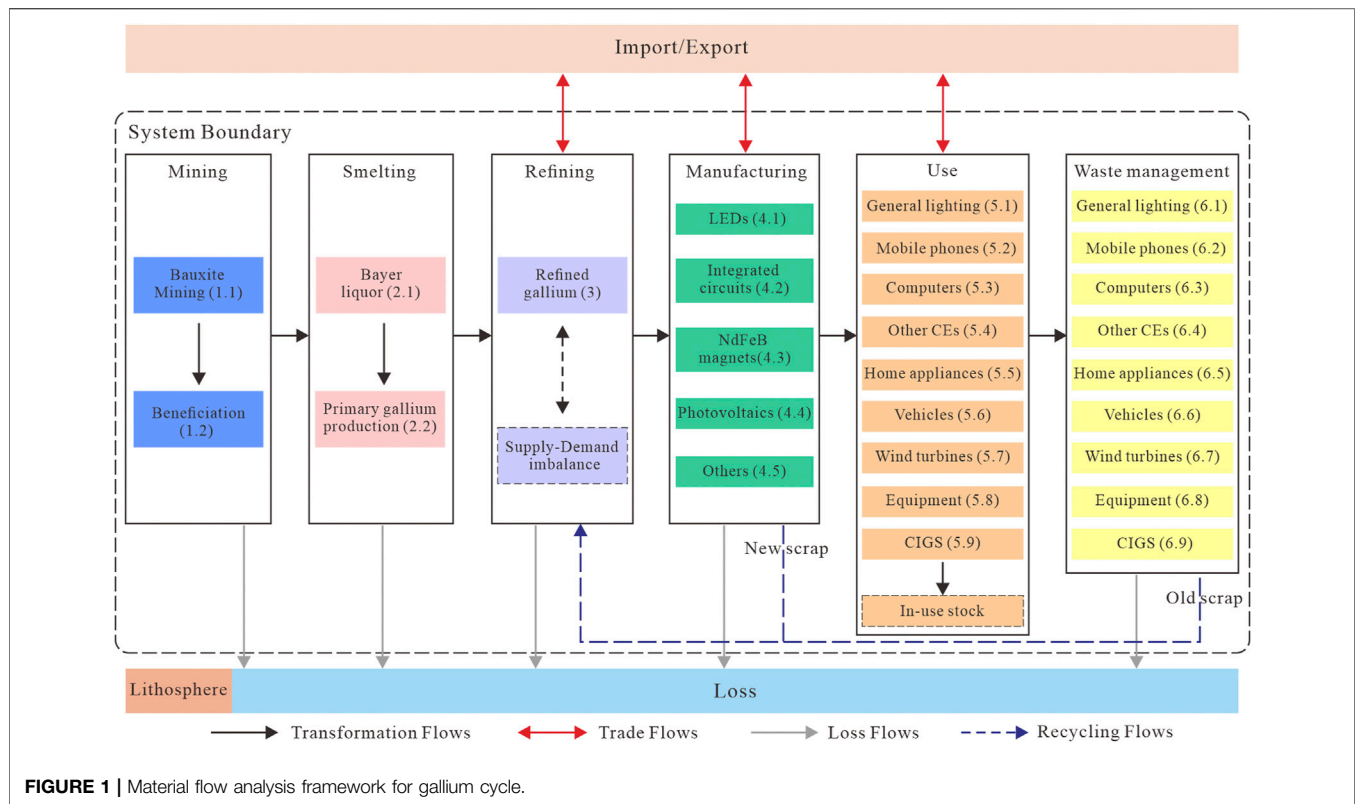 Import/Export
System Boundary
Mining
Bauxite
Mining (1.1)
Beneficiation
(1.2)
Smelting
Bayer
liquor (2.1)
Primary gallium
production (2.2)
Refining
Refined
gallium (3)
Supply-Demand
imbalance
Manufacturing
LEDs (4.1)
Integrated
circuits (4.2)
NdFeB
magnets(4.3)
Photovoltaics (4.4)
Others (4.5)
Use
General lighting (5.1)
Mobile phones (5.2)
Computers (5.3)
Other CEs (5.4)
Home appliances (5.5)
Vehicles (5.6)
Wind turbines (5.7)
Equipment (5.8)
CIGS (5.9)
In-use stock
Waste management
General lighting (6.1)
Mobile phones (6.2)
Computers (6.3)
Other CEs (6.4)
Home appliances (6.5)
Vehicles (6.6)
Wind turbines (6.7)
Equipment (6.8)
CIGS (6.9)
New scrap
Old scrap
Lithosphere
Loss
Transformation Flows
Trade Flows
Loss Flows
Recycling Flows
FIGURE 1 | Material flow analysis framework for gallium cycle.